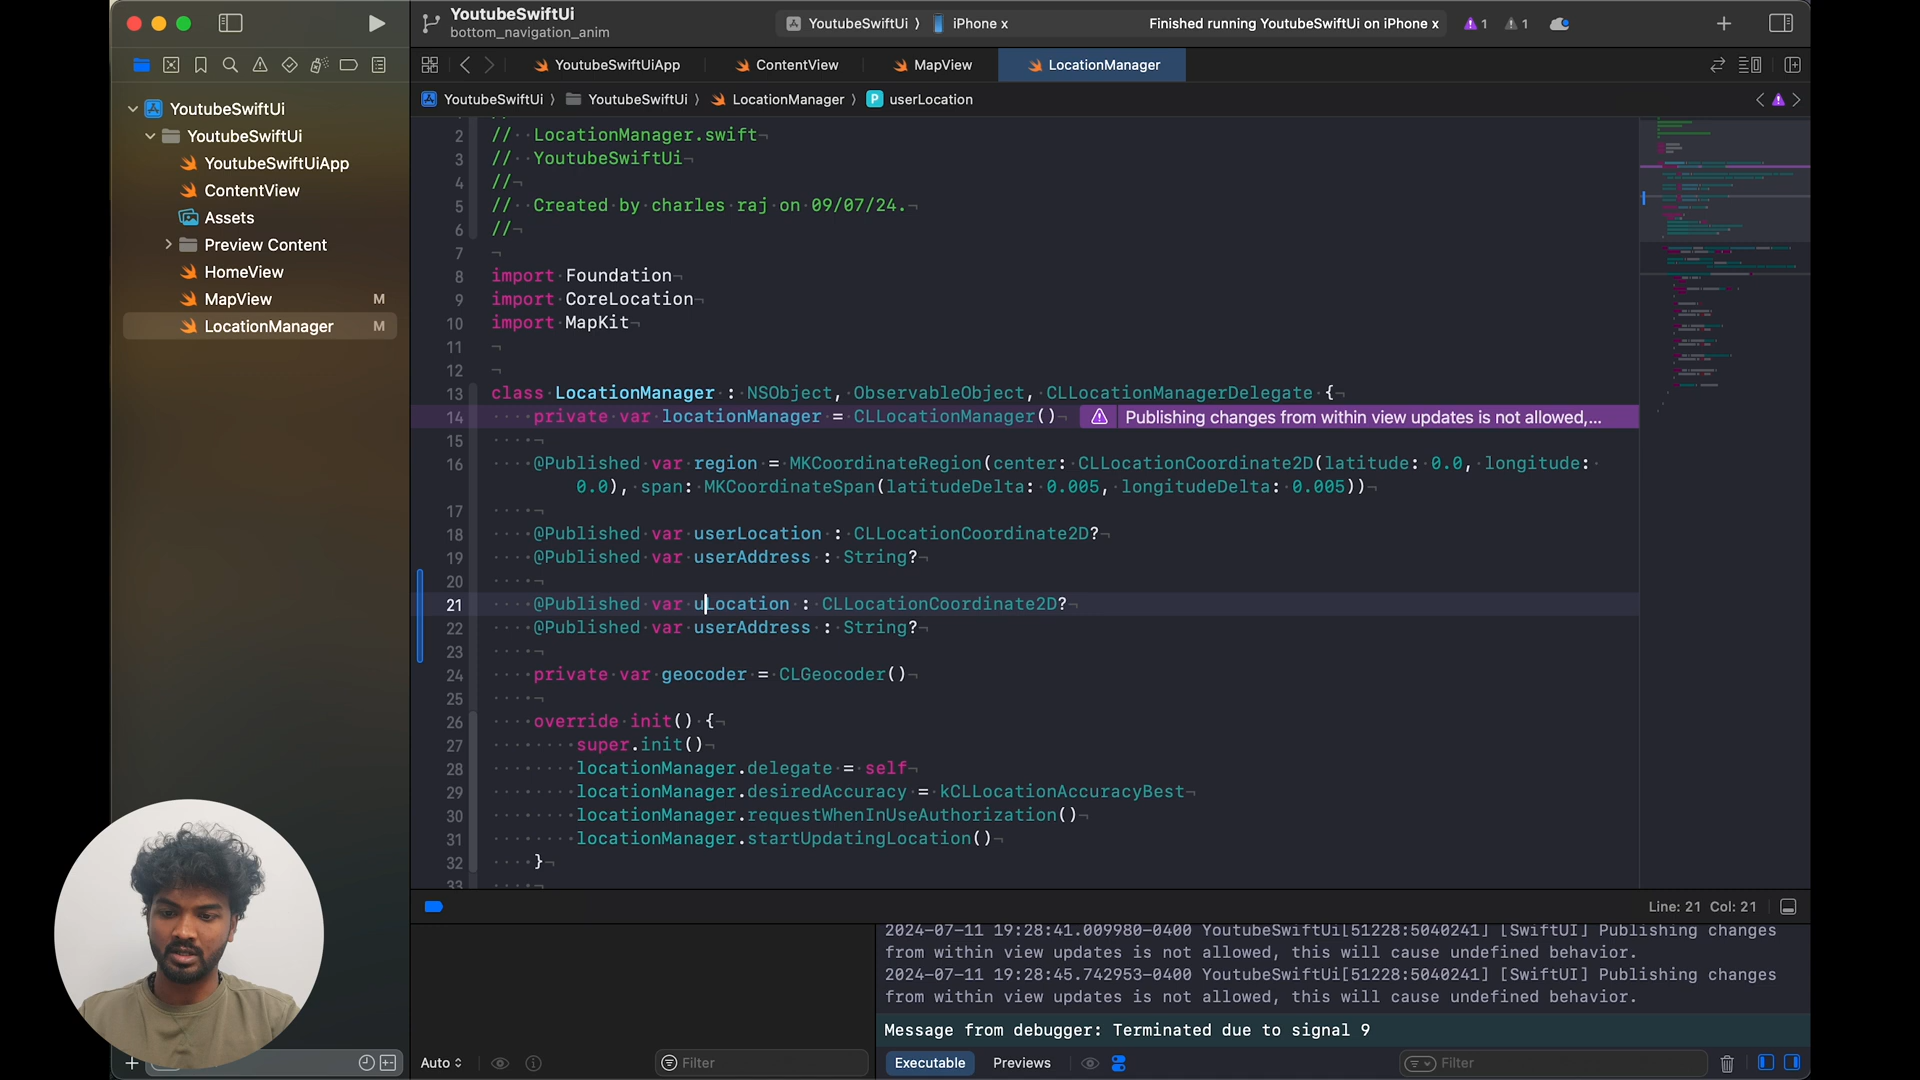 YoutubeSwiftUi
bottom_navigation_anim
YoutubeSwiftUi ⟩ iPhone x
Finished running YoutubeSwiftUi on iPhone x
1
1
YoutubeSwiftUiApp
ContentView
MapView
LocationManager
YoutubeSwiftUi ⟩ YoutubeSwiftUi ⟩ LocationManager ⟩ P userLocation
YoutubeSwiftUi
YoutubeSwiftUi
YoutubeSwiftUiApp
ContentView
Assets
Preview Content
HomeView
MapView M
LocationManager M
2 // LocationManager.swift
3 // YoutubeSwiftUi
4 //
5 // Created by charles raj on 09/07/24.
6 //
7
8 import Foundation
9 import CoreLocation
10 import MapKit
11
12
13 class LocationManager : NSObject, ObservableObject, CLLocationManagerDelegate {
14 private var locationManager = CLLocationManager() Publishing changes from within view updates is not allowed,...
15
16 @Published var region = MKCoordinateRegion(center: CLLocationCoordinate2D(latitude: 0.0, longitude:
0.0), span: MKCoordinateSpan(latitudeDelta: 0.005, longitudeDelta: 0.005))
17
18 @Published var userLocation : CLLocationCoordinate2D?
19 @Published var userAddress : String?
20
21 @Published var uLocation : CLLocationCoordinate2D?
22 @Published var userAddress : String?
23
24 private var geocoder = CLGeocoder()
25
26 override init() {
27 super.init()
28 locationManager.delegate = self
29 locationManager.desiredAccuracy = kCLLocationAccuracyBest
30 locationManager.requestWhenInUseAuthorization()
31 locationManager.startUpdatingLocation()
32 }
33
Line: 21 Col: 21
2024-07-11 19:28:41.009980-0400 YoutubeSwiftUi[51228:5040241] [SwiftUI] Publishing changes
from within view updates is not allowed, this will cause undefined behavior.
2024-07-11 19:28:45.742953-0400 YoutubeSwiftUi[51228:5040241] [SwiftUI] Publishing changes
from within view updates is not allowed, this will cause undefined behavior.
Message from debugger: Terminated due to signal 9
Auto
Filter
Executable
Previews
Filter